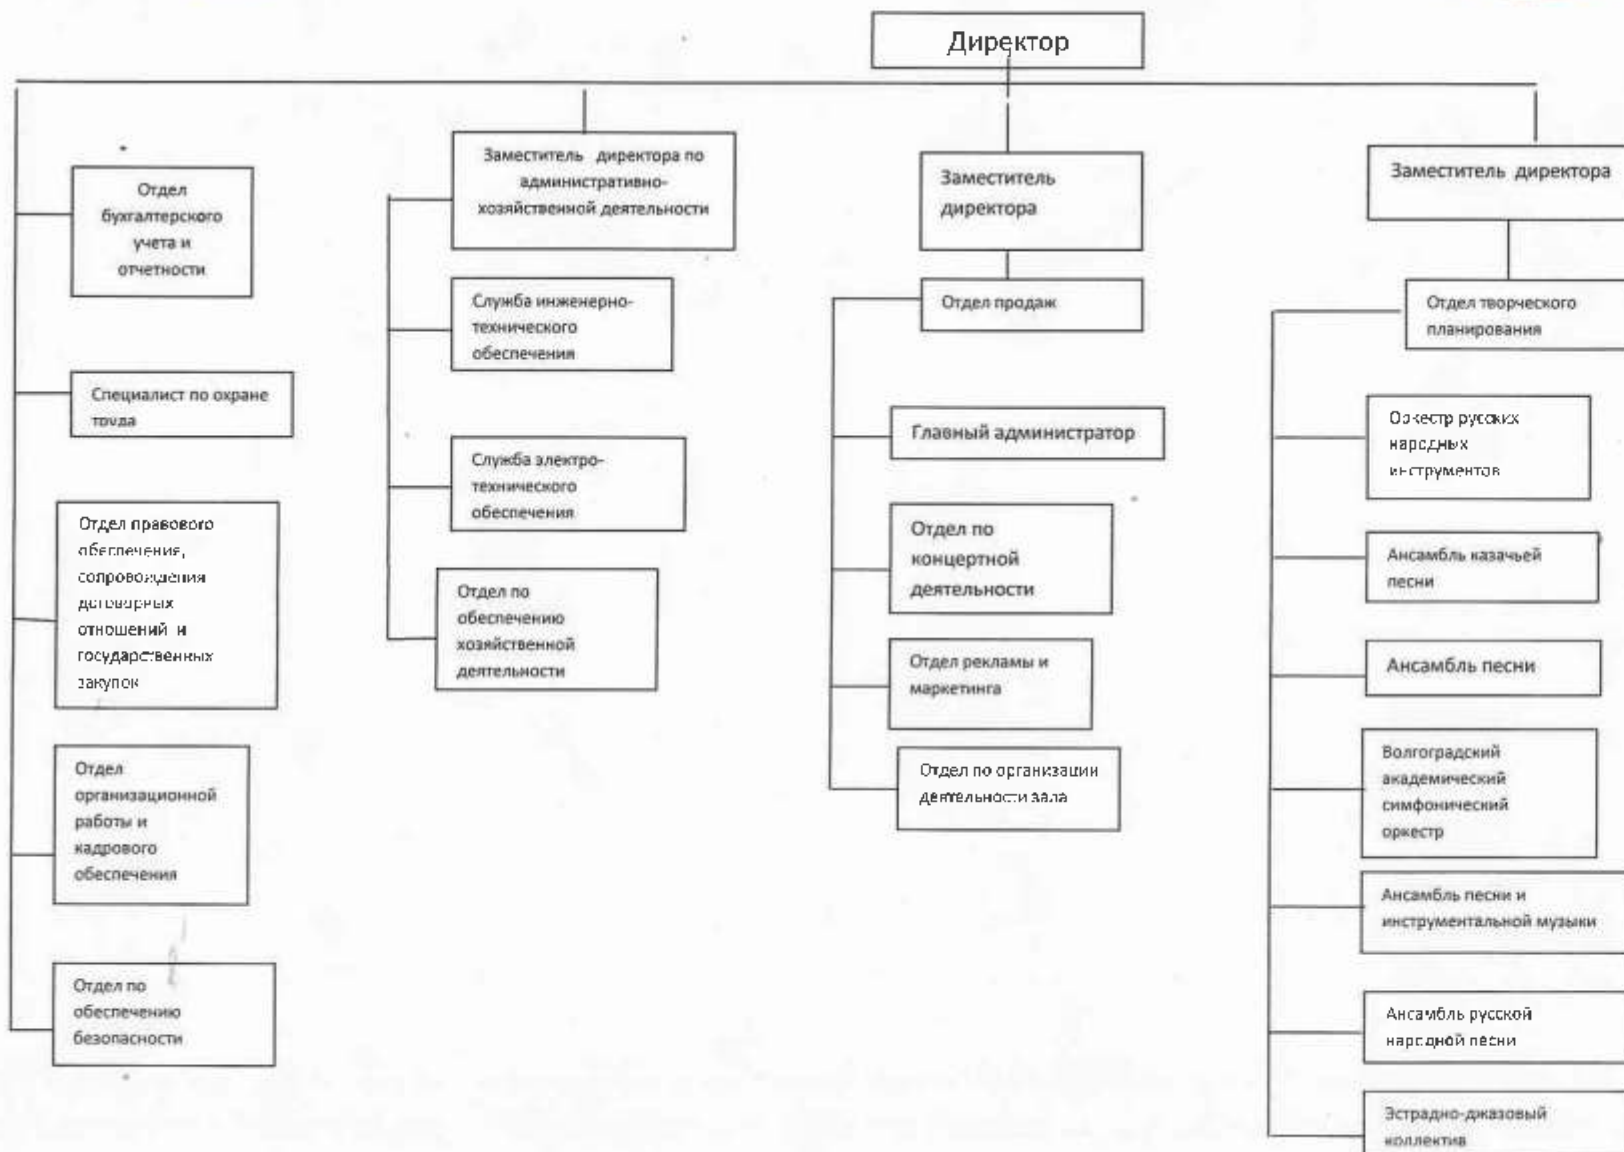 Директор
Отдел
бухгалтерского
учета и
отчетности
Специалист по охране
труда
Отдел правового
обеспечения,
сопровождения
договорных
отношений и
государственных
закупок
Отдел
организационной
работы и
кадрового
обеспечения
Отдел по
обеспечению
безопасности
Заместитель директора по
административно-
хозяйственной деятельности
Служба инженерно-
технического
обеспечения
Служба электро-
технического
обеспечения
Отдел по
обеспечению
хозяйственной
деятельности
Заместитель
директора
Отдел продаж
Главный администратор
Отдел по
концертной
деятельности
Отдел рекламы и
маркетинга
Отдел по организации
деятельности зала
Заместитель директора
Отдел творческого
планирования
Оркестр русских
народных
инструментов
Ансамбль казачьей
песни
Ансамбль песни
Волгоградский
академический
симфонический
оркестр
Ансамбль песни и
инструментальной музыки
Ансамбль русской
народной песни
Эстрадно-джазовый
коллектив